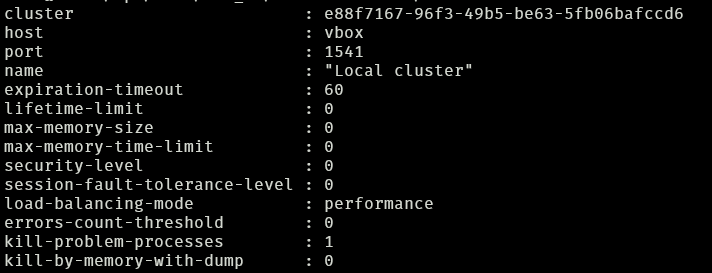 cluster : e88f7167-96f3-49b5-be63-5fb06bafccd6
host : vbox
port : 1541
name : "Local cluster"
expiration-timeout : 60
lifetime-limit : 0
max-memory-size : 0
max-memory-time-limit : 0
security-level : 0
session-fault-tolerance-level : 0
load-balancing-mode : performance
errors-count-threshold : 0
kill-problem-processes : 1
kill-by-memory-with-dump : 0